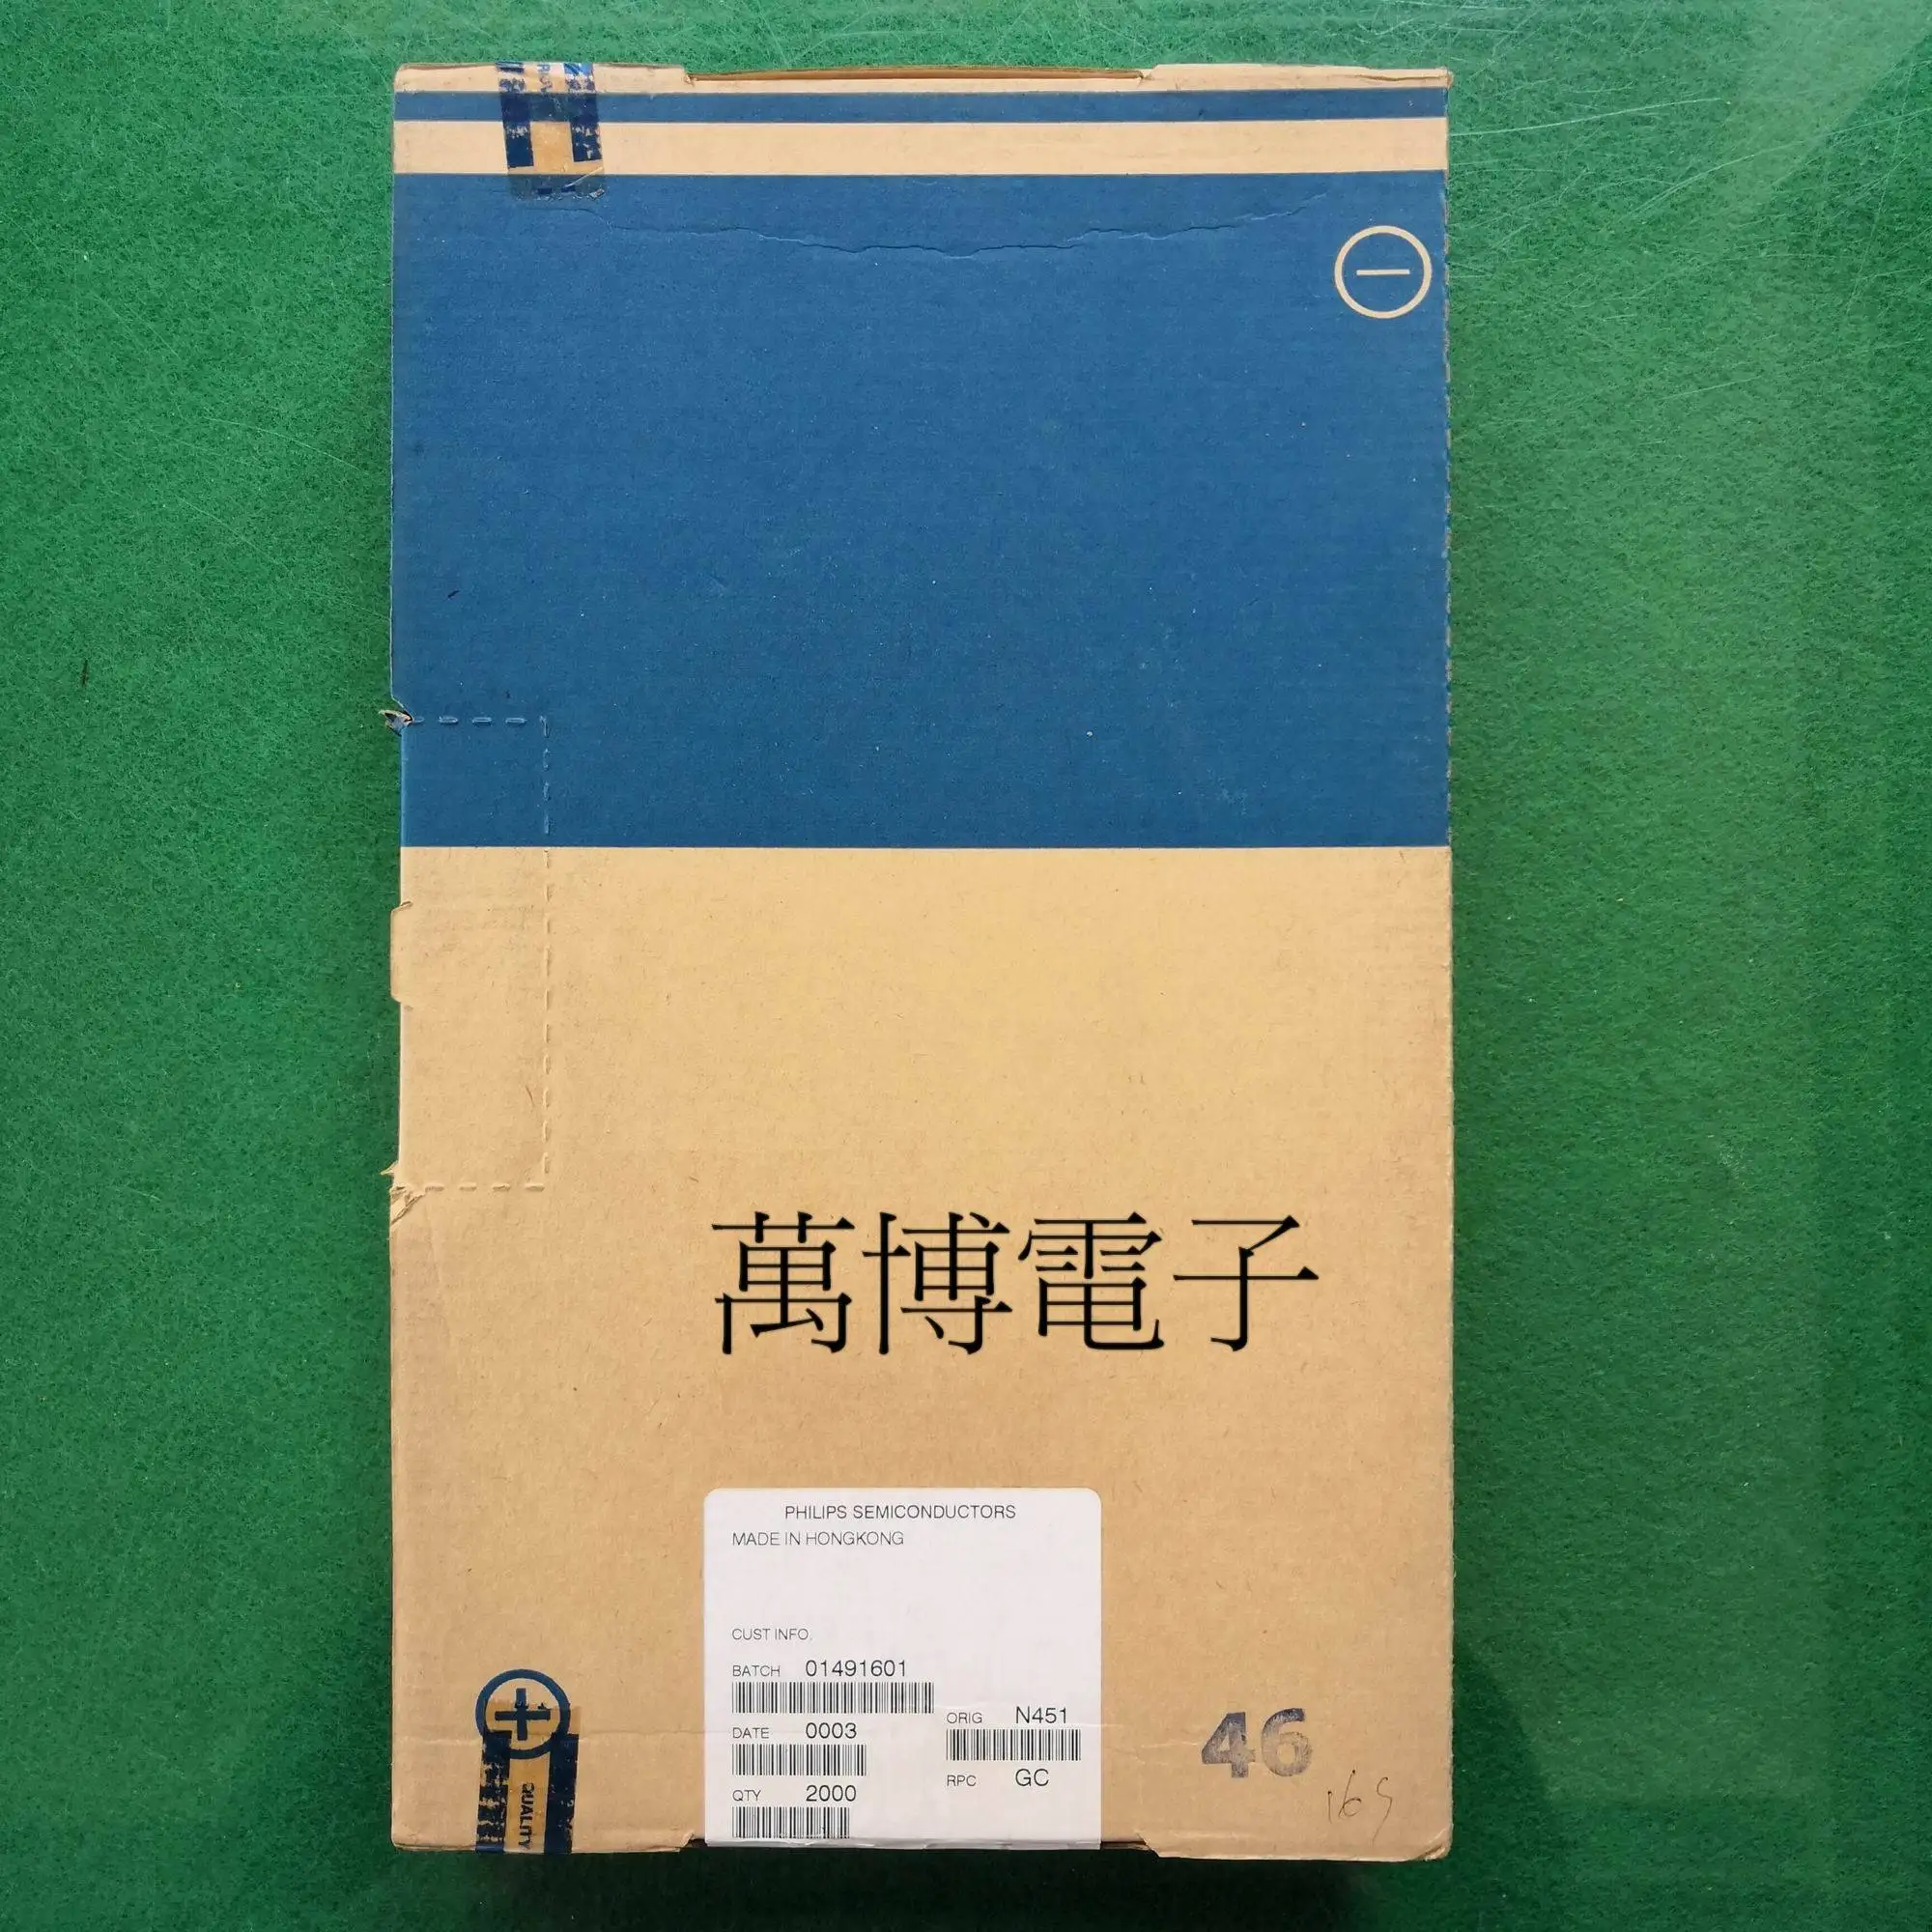 萬博電子
PHILIPS SEMICONDUCTORS
MADE IN HONGKONG
CUST INFO.
BATCH 01491601
ORIG N451
DATE 0003
RPC GC
QTY 2000
46
QUALITY